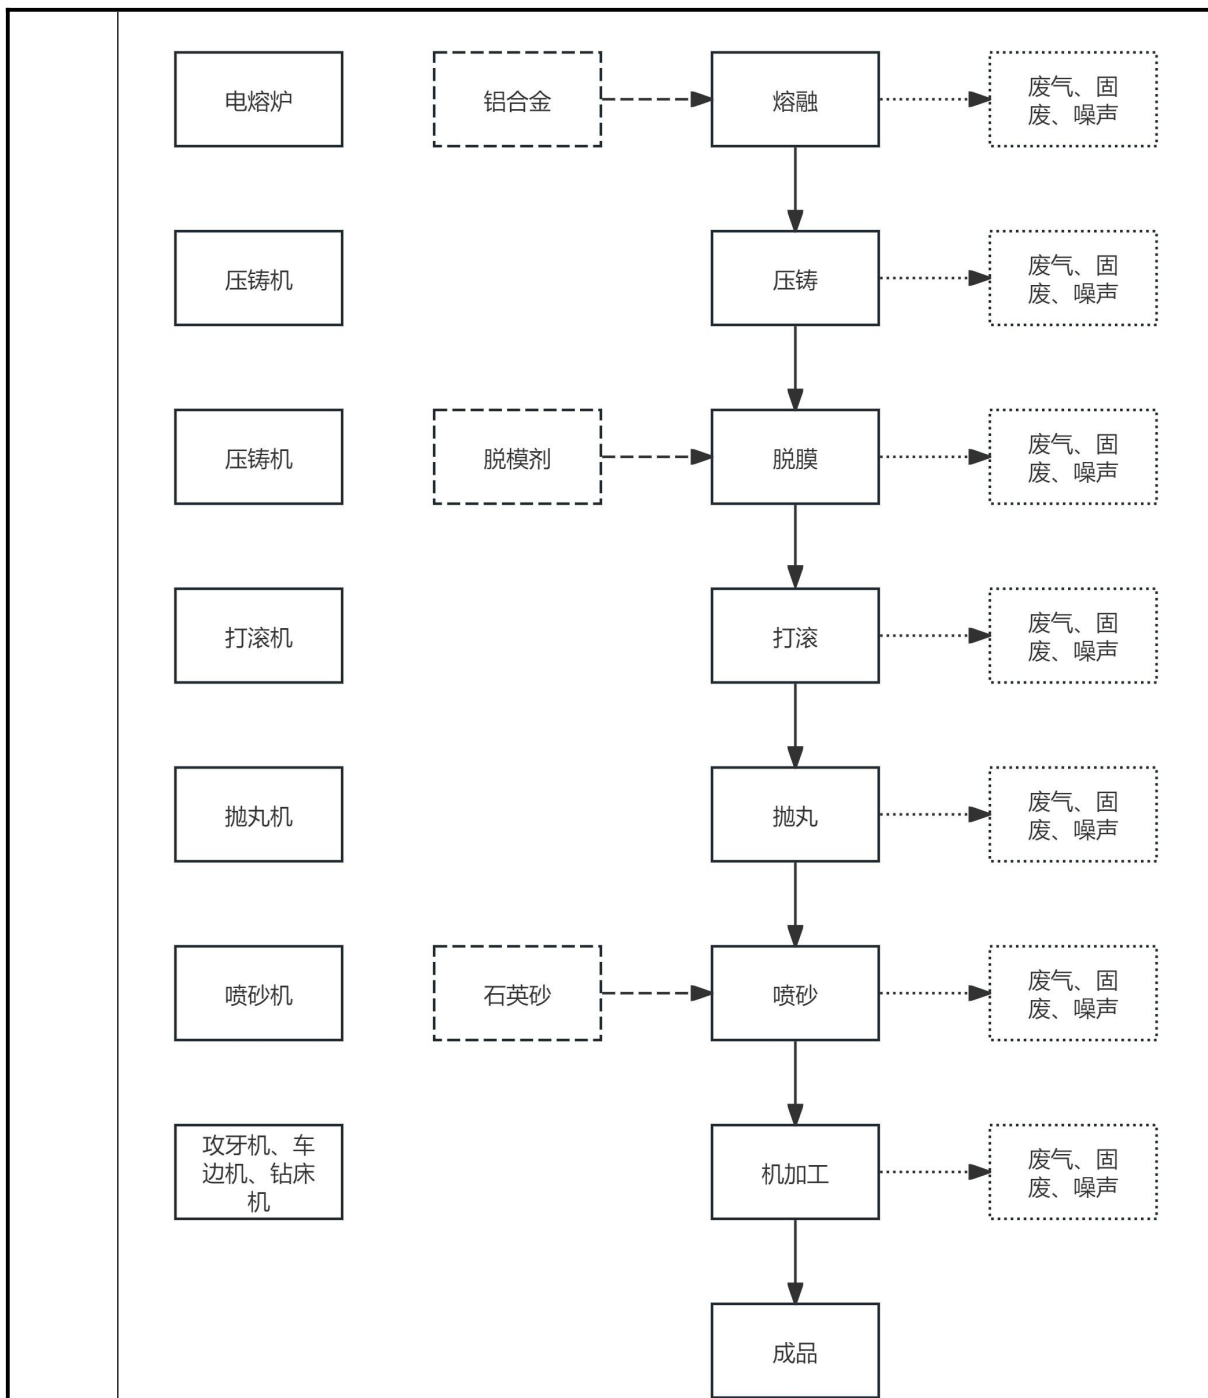 电熔炉
铝合金
熔融
废气、固
废、噪声
压铸机
压铸
废气、固
废、噪声
压铸机
脱模剂
脱膜
废气、固
废、噪声
打滚机
打滚
废气、固
废、噪声
抛丸机
抛丸
废气、固
废、噪声
喷砂机
石英砂
喷砂
废气、固
废、噪声
攻牙机、车
边机、钻床
机
机加工
废气、固
废、噪声
成品